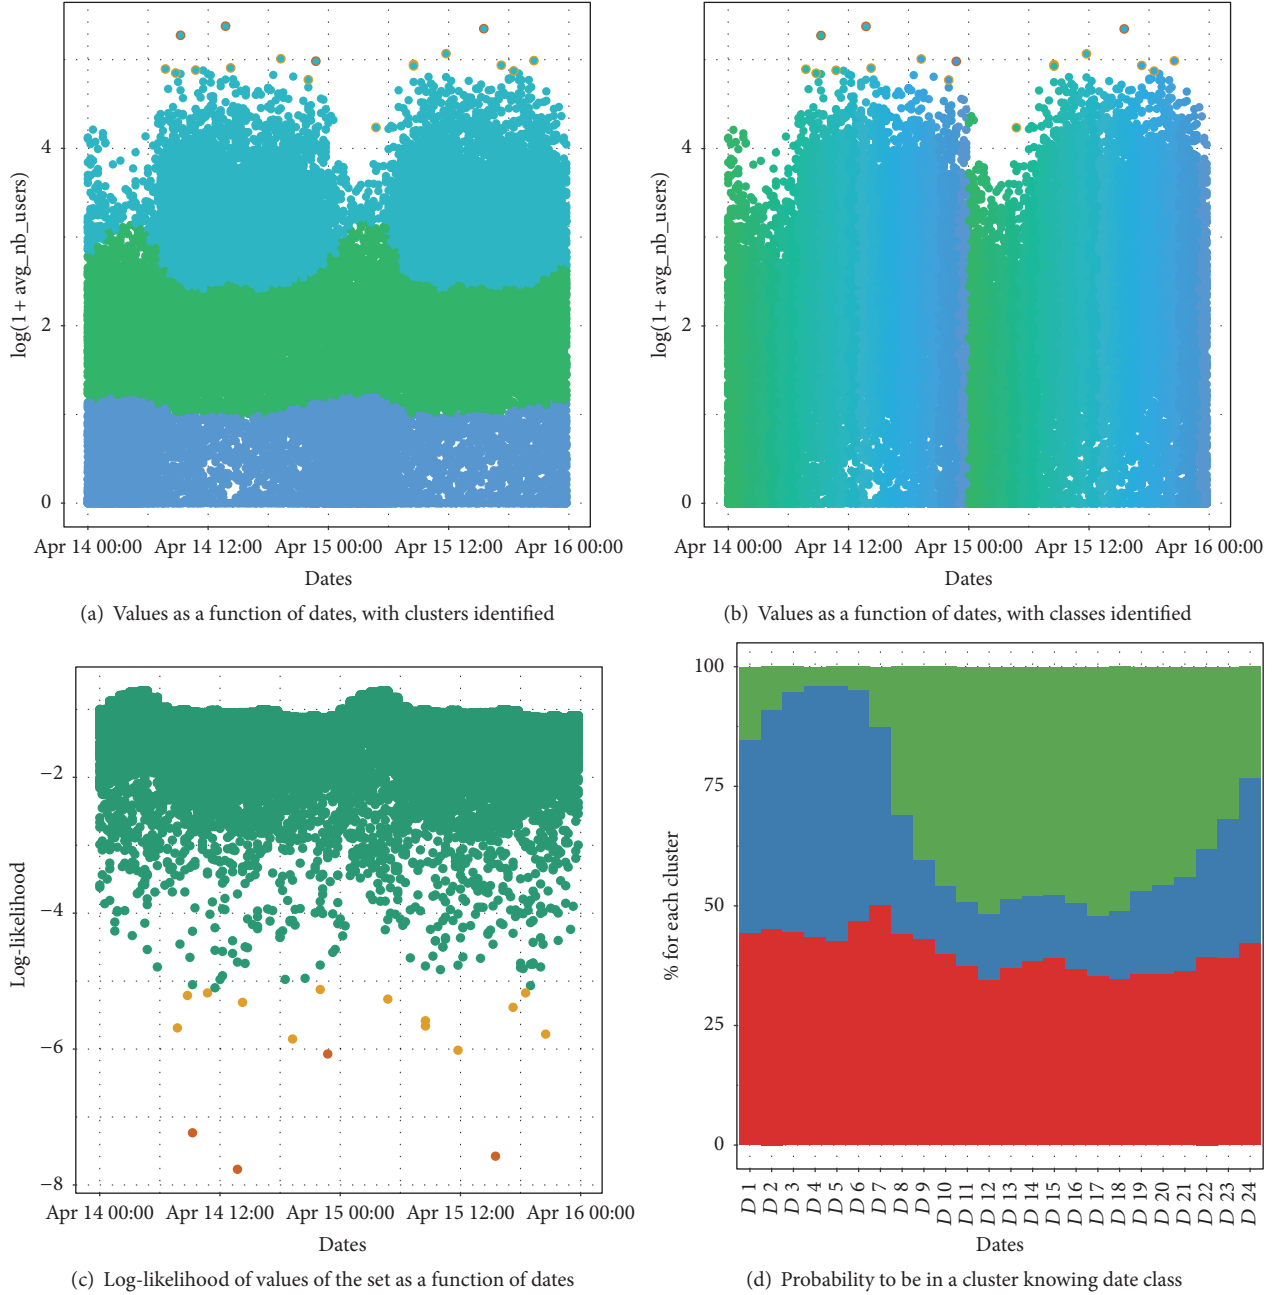 log(1 + avg_nb_users)
4
2
0
Apr 14 00:00 Apr 14 12:00 Apr 15 00:00 Apr 15 12:00 Apr 16 00:00
Dates
(a) Values as a function of dates, with clusters identified
log(1 + avg_nb_users)
4
2
0
Apr 14 00:00 Apr 14 12:00 Apr 15 00:00 Apr 15 12:00 Apr 16 00:00
Dates
(b) Values as a function of dates, with classes identified
Log-likelihood
−2
−4
−6
−8
Apr 14 00:00 Apr 14 12:00 Apr 15 00:00 Apr 15 12:00 Apr 16 00:00
Dates
(c) Log-likelihood of values of the set as a function of dates
% for each cluster
100
75
50
25
0
D 1
D 2
D 3
D 4
D 5
D 6
D 7
D 8
D 9
D 10
D 11
D 12
D 13
D 14
D 15
D 16
D 17
D 18
D 19
D 20
D 21
D 22
D 23
D 24
Dates
(d) Probability to be in a cluster knowing date class